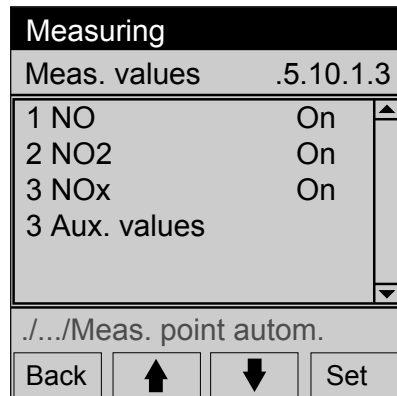 Measuring
Meas. values .5.10.1.3
1 NO On
2 NO2 On
3 NOx On
3 Aux. values
./.../Meas. point autom.
Back Set